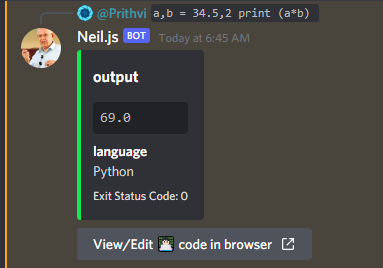 @Prithvi a,b = 34.5,2 print (a*b)
Neil.js BOT Today at 6:45 AM
output
69.0
language
Python
Exit Status Code: 0
View/Edit 👨🏻‍💻 code in browser